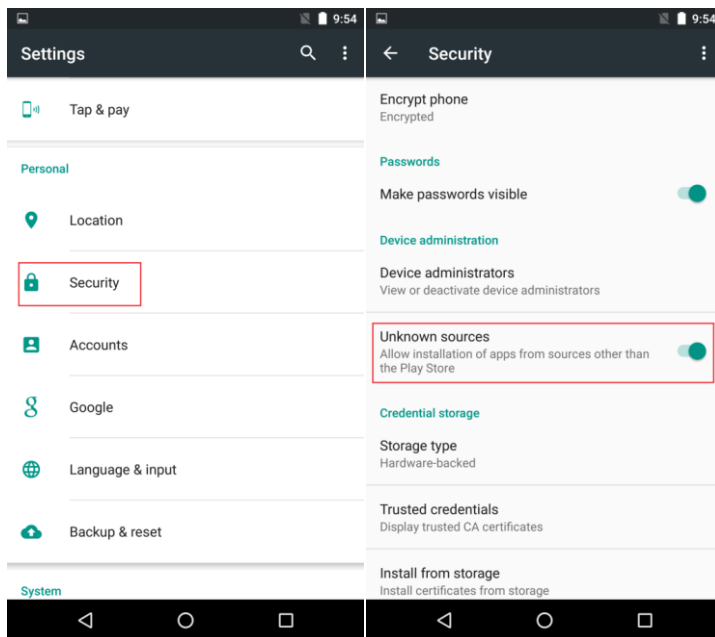 9:54
Settings
Tap & pay
Personal
Location
Security
Accounts
Google
Language & input
Backup & reset
System
9:54
Security
Encrypt phone
Encrypted
Passwords
Make passwords visible
Device administration
Device administrators
View or deactivate device administrators
Unknown sources
Allow installation of apps from sources other than
the Play Store
Credential storage
Storage type
Hardware-backed
Trusted credentials
Display trusted CA certificates
Install from storage
Install certificates from storage